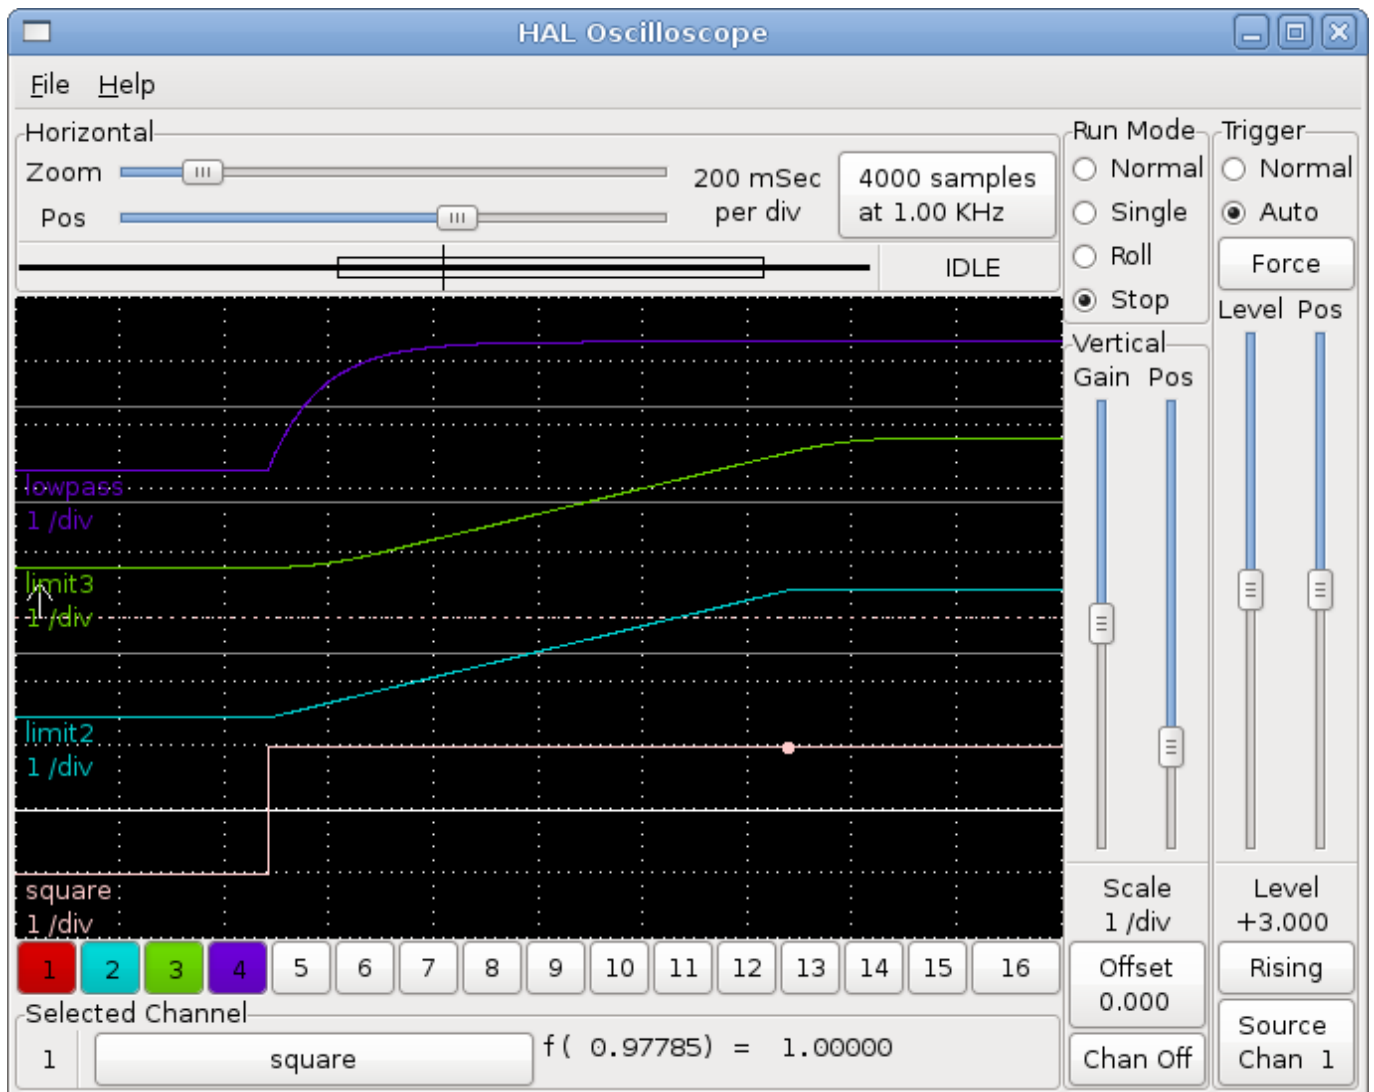 HAL Oscilloscope
File Help
Horizontal
Zoom
Pos
200 mSec
per div
4000 samples
at 1.00 KHz
IDLE
Run Mode
Normal
Single
Roll
Stop
Trigger
Normal
Auto
Force
Level Pos
Vertical
Gain Pos
lowpass
1 /div
limit3
1 /div
limit2
1 /div
square
1 /div
Scale
1 /div
Offset
0.000
Chan Off
Level
+3.000
Rising
Source
Chan 1
1 2 3 4 5 6 7 8 9 10 11 12 13 14 15 16
Selected Channel
1 square f( 0.97785) = 1.00000